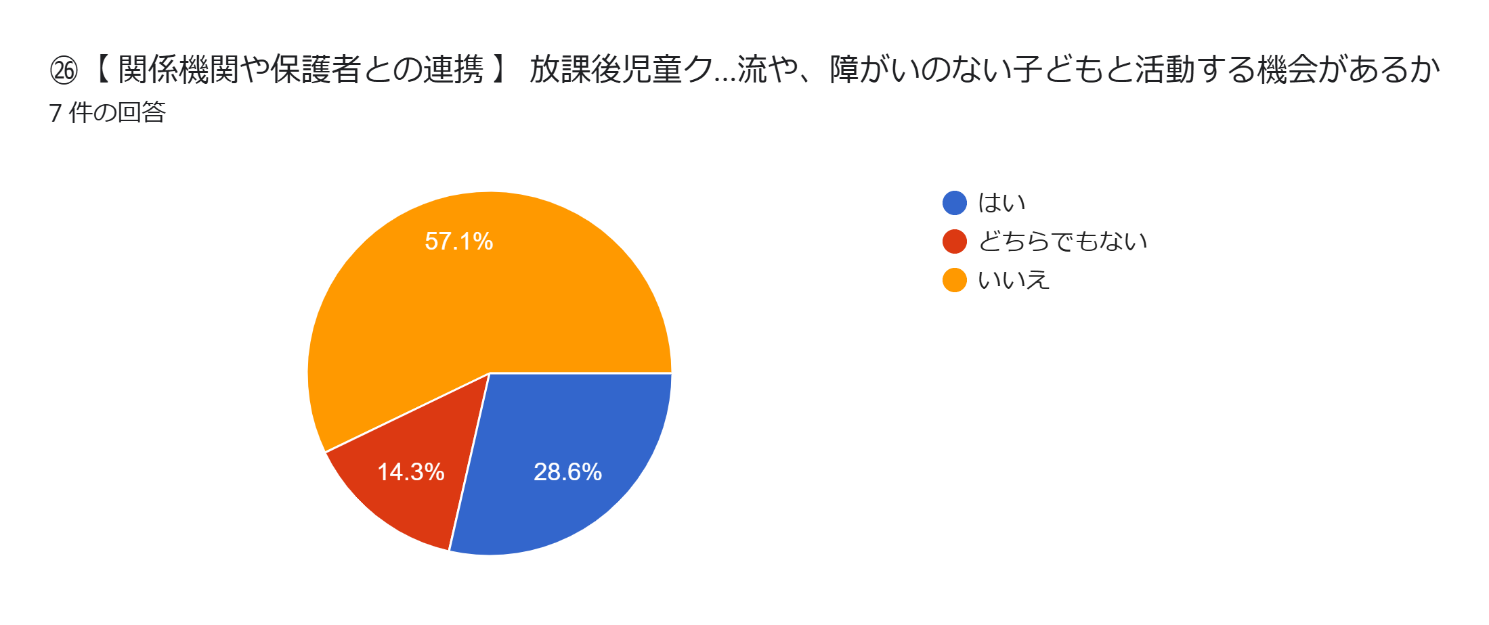 ㉖【 関係機関や保護者との連携 】 放課後児童ク...流や、障がいのない子どもと活動する機会があるか
7 件の回答
はい
どちらでもない
いいえ
57.1%
14.3%
28.6%